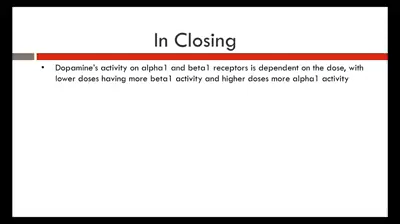 In Closing
• Dopamine's activity on alpha1 and beta1 receptors is dependent on the dose, with
lower doses having more beta1 activity and higher doses more alpha1 activity